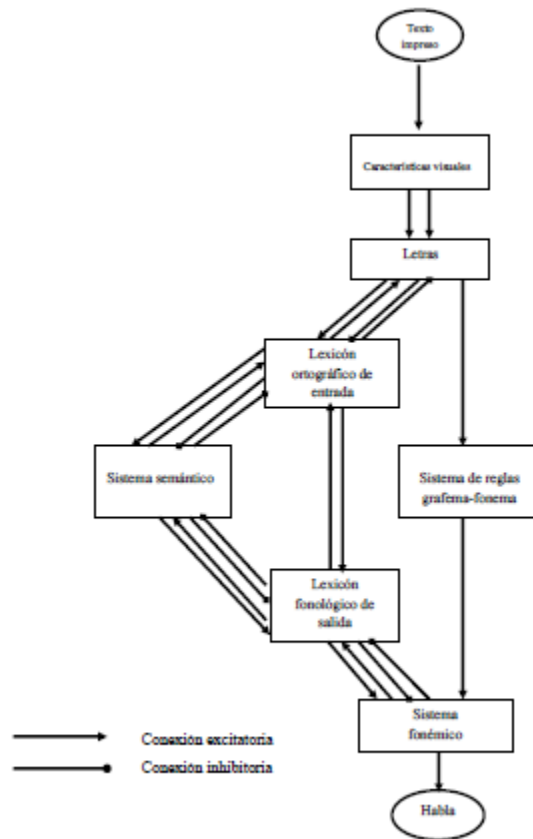 Texto
impreso
Características visuales
Letras
Lexicón
ortográfico de
entrada
Sistema semántico
Sistema de reglas
grafema-fonema
Lexicón
fonológico de
salida
Sistema
fonémico
Conexión excitatoria
Conexión inhibitoria
Habla